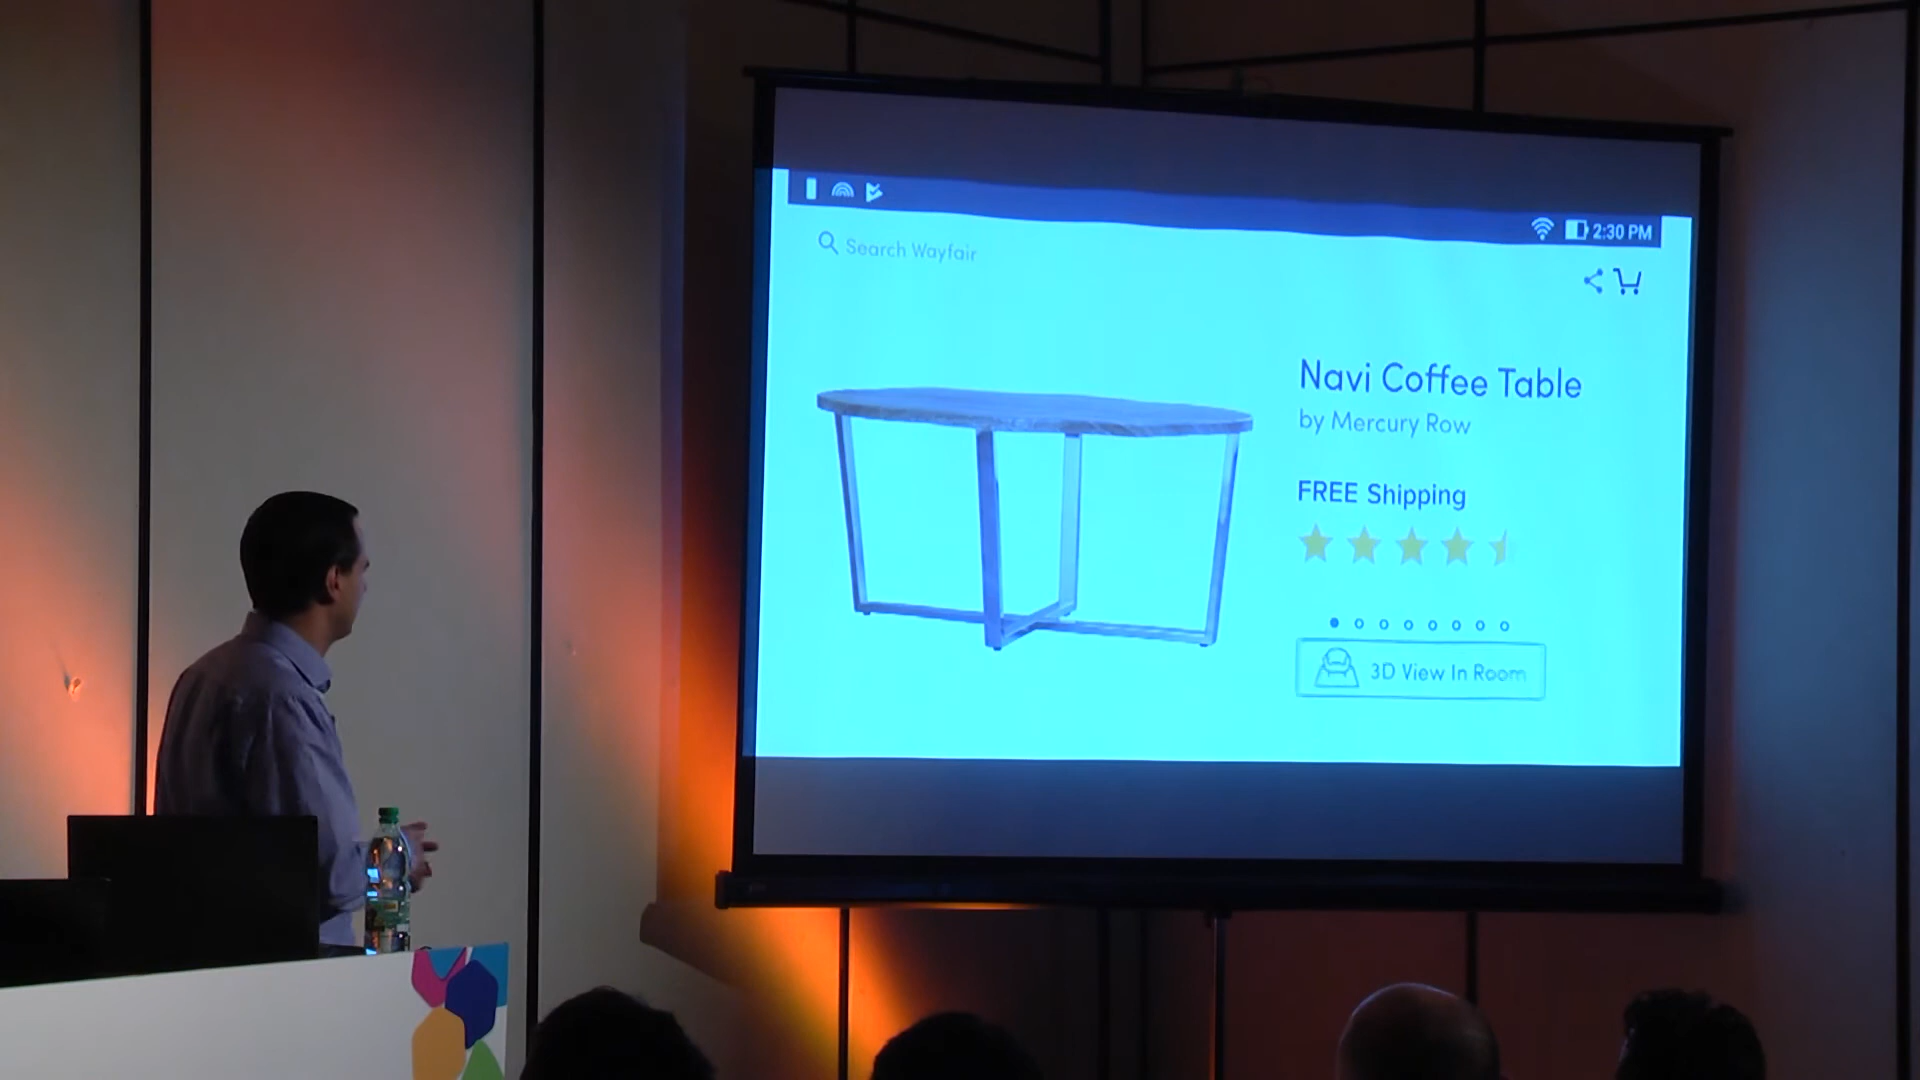 2:30 PM
Search Wayfair
Navi Coffee Table
by Mercury Row
FREE Shipping
3D View In Room